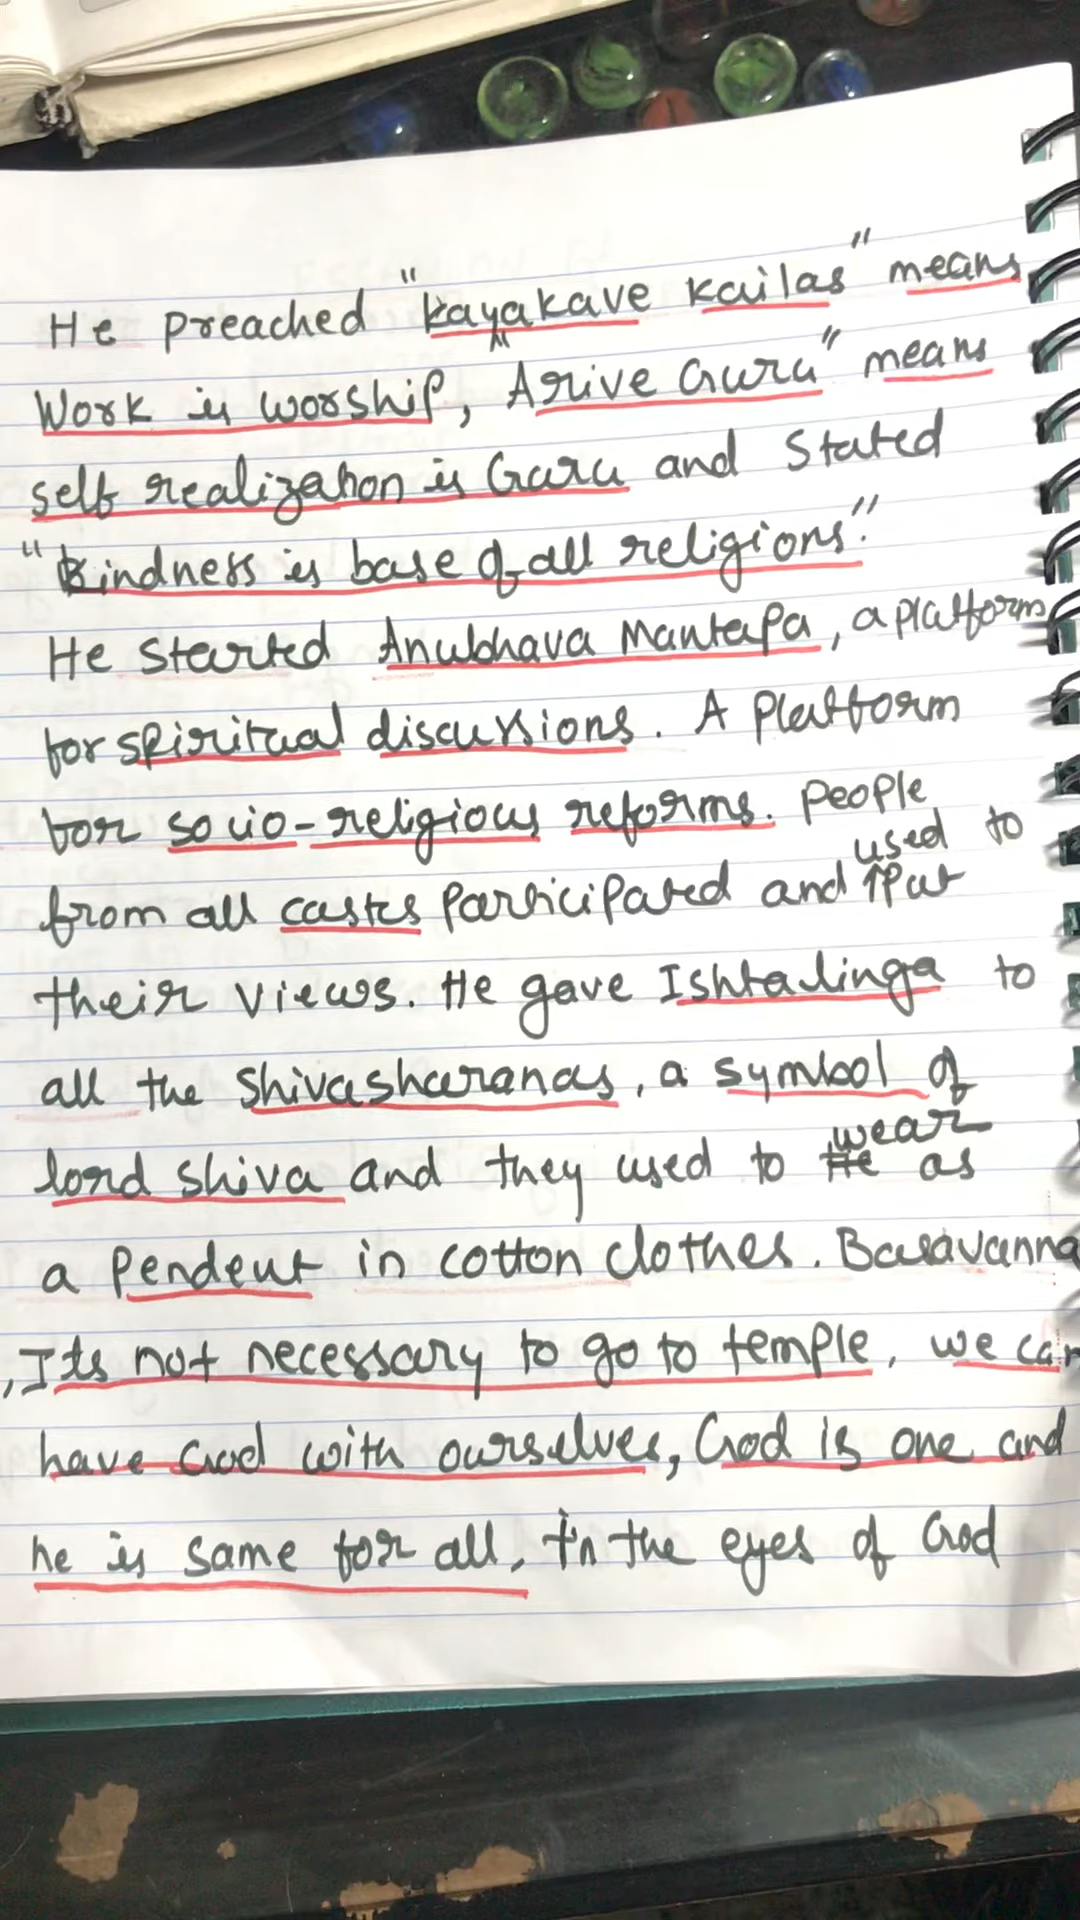 He preached "kayakave kailas" means
Work is worship, Arive Guru" means
self realization is Guru and Stated
"Kindness is base of all religions."
He started Anubhava Mantapa, a platform
for spiritual discussions. A platform
for socio-religious reforms. People
from all castes participated and used to put
their views. He gave Ishtalinga to
all the Shivasharanas, a symbol of
lord Shiva and they used to wear as
a pendent in cotton clothes. Basavanna
,Its not necessary to go to temple, we can
have God with ourselves, God is one and
he is same for all, in the eyes of God